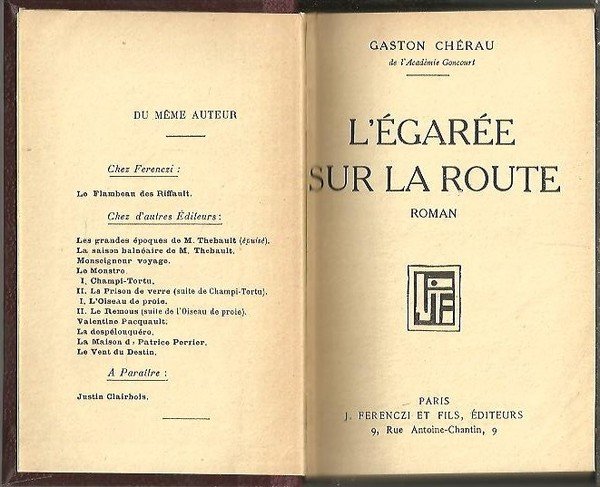 DU MÊME AUTEUR
Chez Ferenczi :
Le Flambeau des Riffault.
Chez d'autres Éditeurs :
Les grandes époques de M. Thebault (épuisé).
La saison balnéaire de M. Thebault.
Monseigneur voyage.
Le Monstre
I. Champi-Tortu.
II. La Prison de verre (suite de Champi-Tortu).
I. L'Oiseau de proie.
II. Le Remous (suite de l'Oiseau de proie).
Valentine Pacquault.
La despélouquéro.
La Maison de Patrice Perrier.
Le Vent du Destin.
A Paraître :
Justin Clairbois.
GASTON CHÉRAU
de l'Académie Goncourt
L'ÉGARÉE
SUR LA ROUTE
ROMAN
PARIS
J. FERENCZI ET FILS, ÉDITEURS
9, Rue Antoine-Chantin, 9